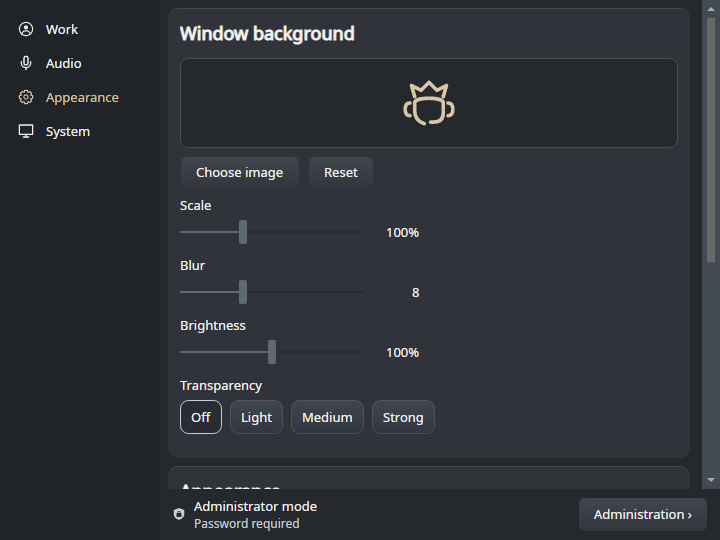 Work
Audio
Appearance
System
Window background
Choose image
Reset
Scale
100%
Blur
8
Brightness
100%
Transparency
Off
Light
Medium
Strong
Appearance
Administrator mode
Password required
Administration ›